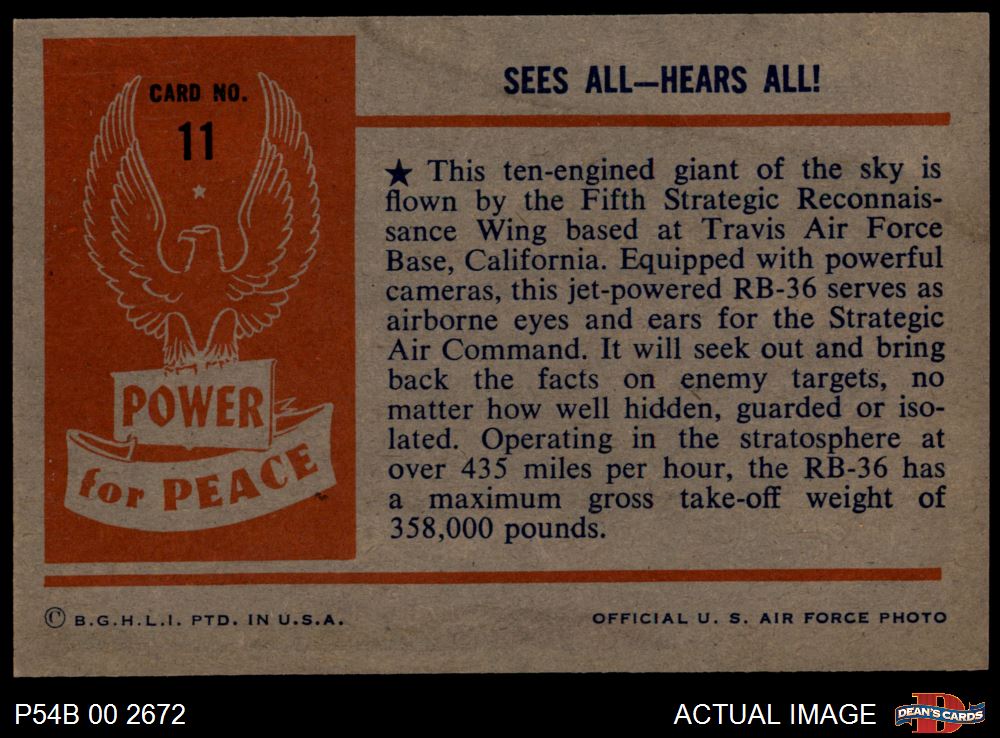 CARD NO.
11
POWER
for PEACE
SEES ALL—HEARS ALL!
★ This ten-engined giant of the sky is
flown by the Fifth Strategic Reconnais-
sance Wing based at Travis Air Force
Base, California. Equipped with powerful
cameras, this jet-powered RB-36 serves as
airborne eyes and ears for the Strategic
Air Command. It will seek out and bring
back the facts on enemy targets, no
matter how well hidden, guarded or iso-
lated. Operating in the stratosphere at
over 435 miles per hour, the RB-36 has
a maximum gross take-off weight of
358,000 pounds.
© B.G.H.L.I. PTD. IN U.S.A.
OFFICIAL U. S. AIR FORCE PHOTO
P54B 00 2672
ACTUAL IMAGE
DEAN'S CARDS